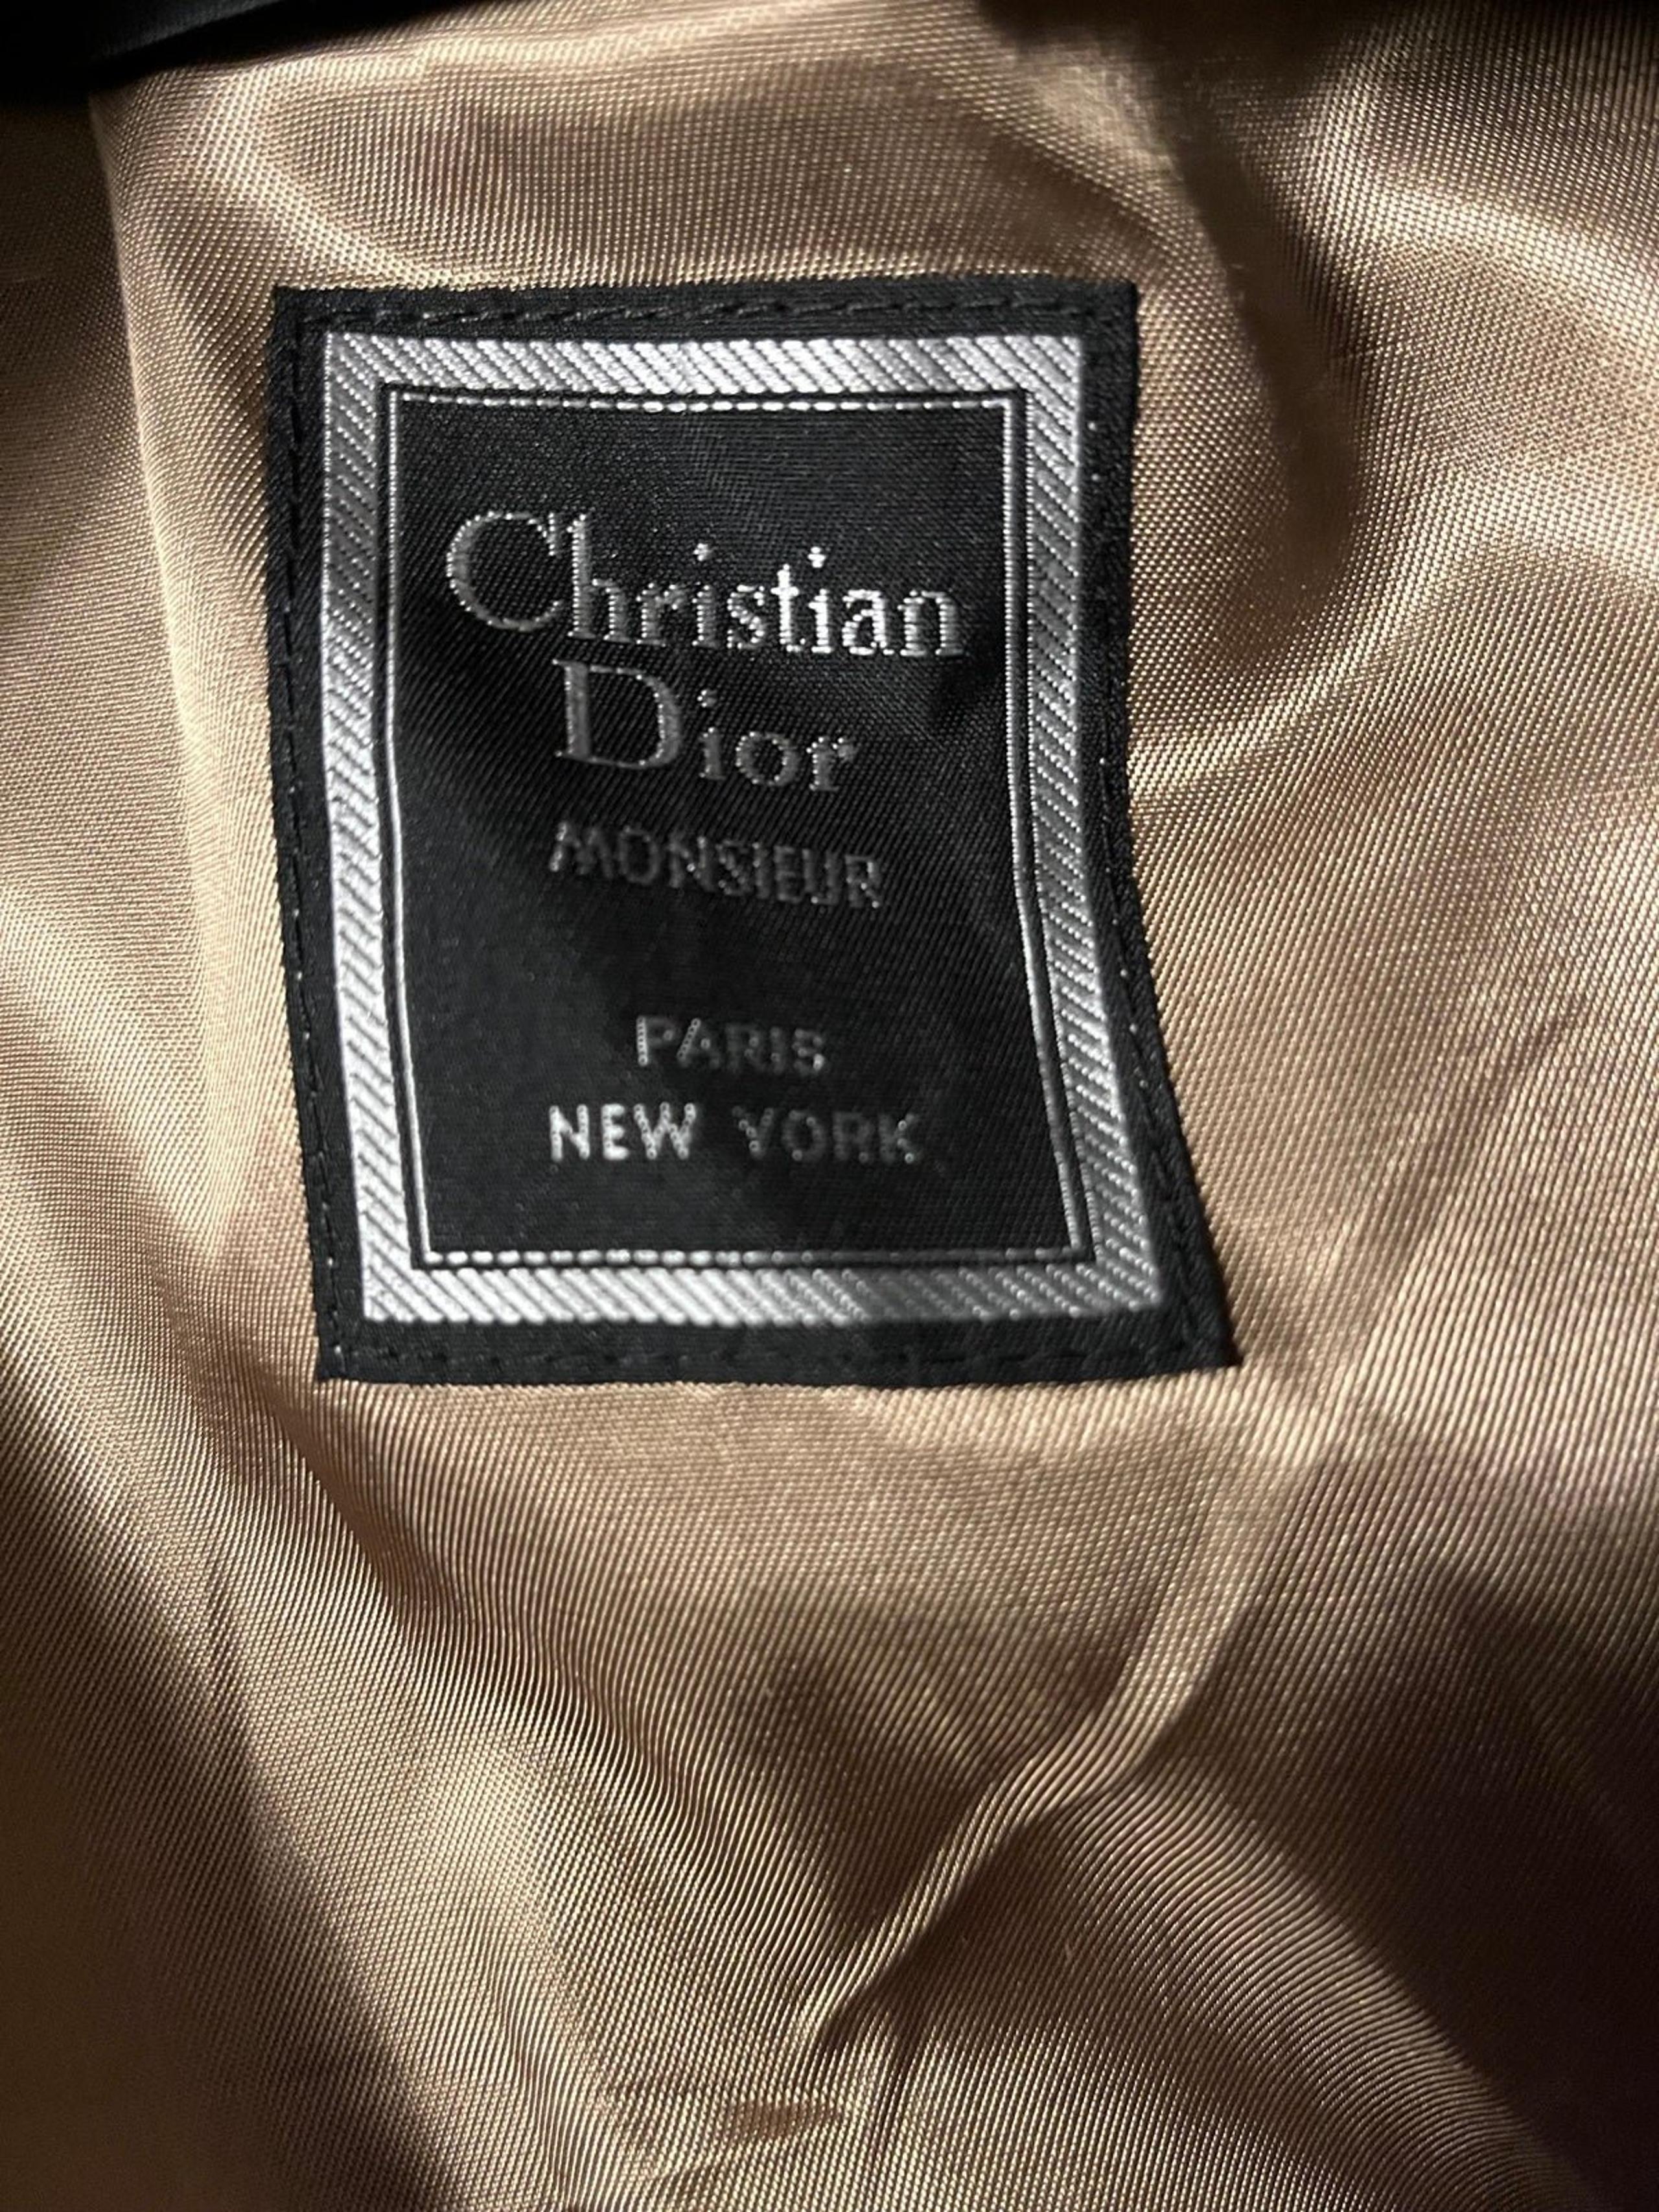 Christian
Dior
MONSIEUR
PARIS
NEW YORK